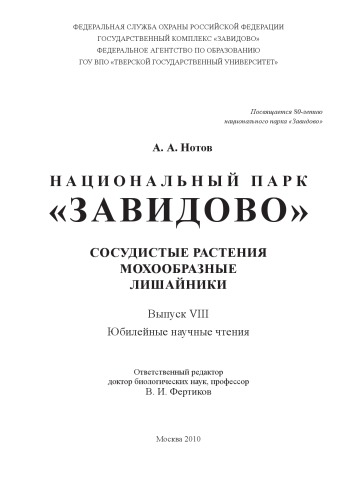 ФЕДЕРАЛЬНАЯ СЛУЖБА ОХРАНЫ РОССИЙСКОЙ ФЕДЕРАЦИИ
ГОСУДАРСТВЕННЫЙ КОМПЛЕКС «ЗАВИДОВО»
ФЕДЕРАЛЬНОЕ АГЕНТСТВО ПО ОБРАЗОВАНИЮ
ГОУ ВПО «ТВЕРСКОЙ ГОСУДАРСТВЕННЫЙ УНИВЕРСИТЕТ»
Посвящается 80-летию
национального парка «Завидово»
А. А. Нотов
НАЦИОНАЛЬНЫЙ ПАРК
«ЗАВИДОВО»
СОСУДИСТЫЕ РАСТЕНИЯ
МОХООБРАЗНЫЕ
ЛИШАЙНИКИ
Выпуск VIII
Юбилейные научные чтения
Ответственный редактор
доктор биологических наук, профессор
В. И. Фертиков
Москва 2010